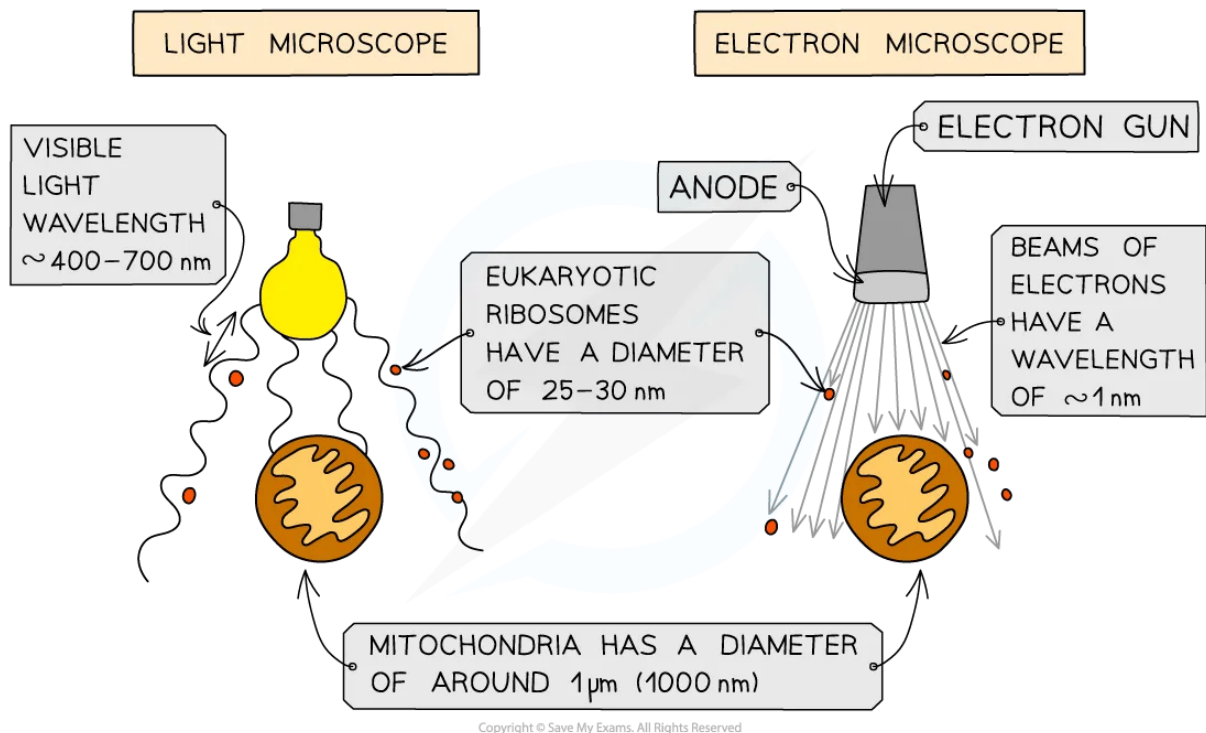 LIGHT MICROSCOPE
ELECTRON MICROSCOPE
VISIBLE
LIGHT
WAVELENGTH
~400-700 nm
ELECTRON GUN
ANODE
EUKARYOTIC
RIBOSOMES
HAVE A DIAMETER
OF 25-30 nm
BEAMS OF
ELECTRONS
HAVE A
WAVELENGTH
OF ~1nm
MITOCHONDRIA HAS A DIAMETER
OF AROUND 1µm (1000 nm)
Copyright © Save My Exams. All Rights Reserved